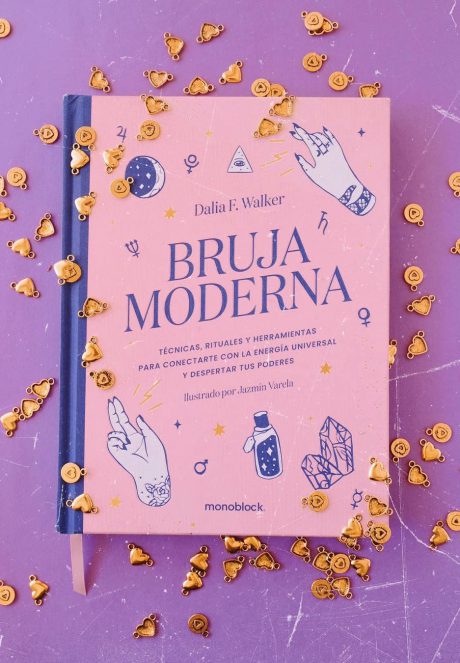 Dalia F. Walker
BRUJA
MODERNA
TÉCNICAS, RITUALES Y HERRAMIENTAS
PARA CONECTARTE CON LA ENERGÍA UNIVERSAL
Y DESPERTAR TUS PODERES
Ilustrado por Jazmín Varela
monoblock.